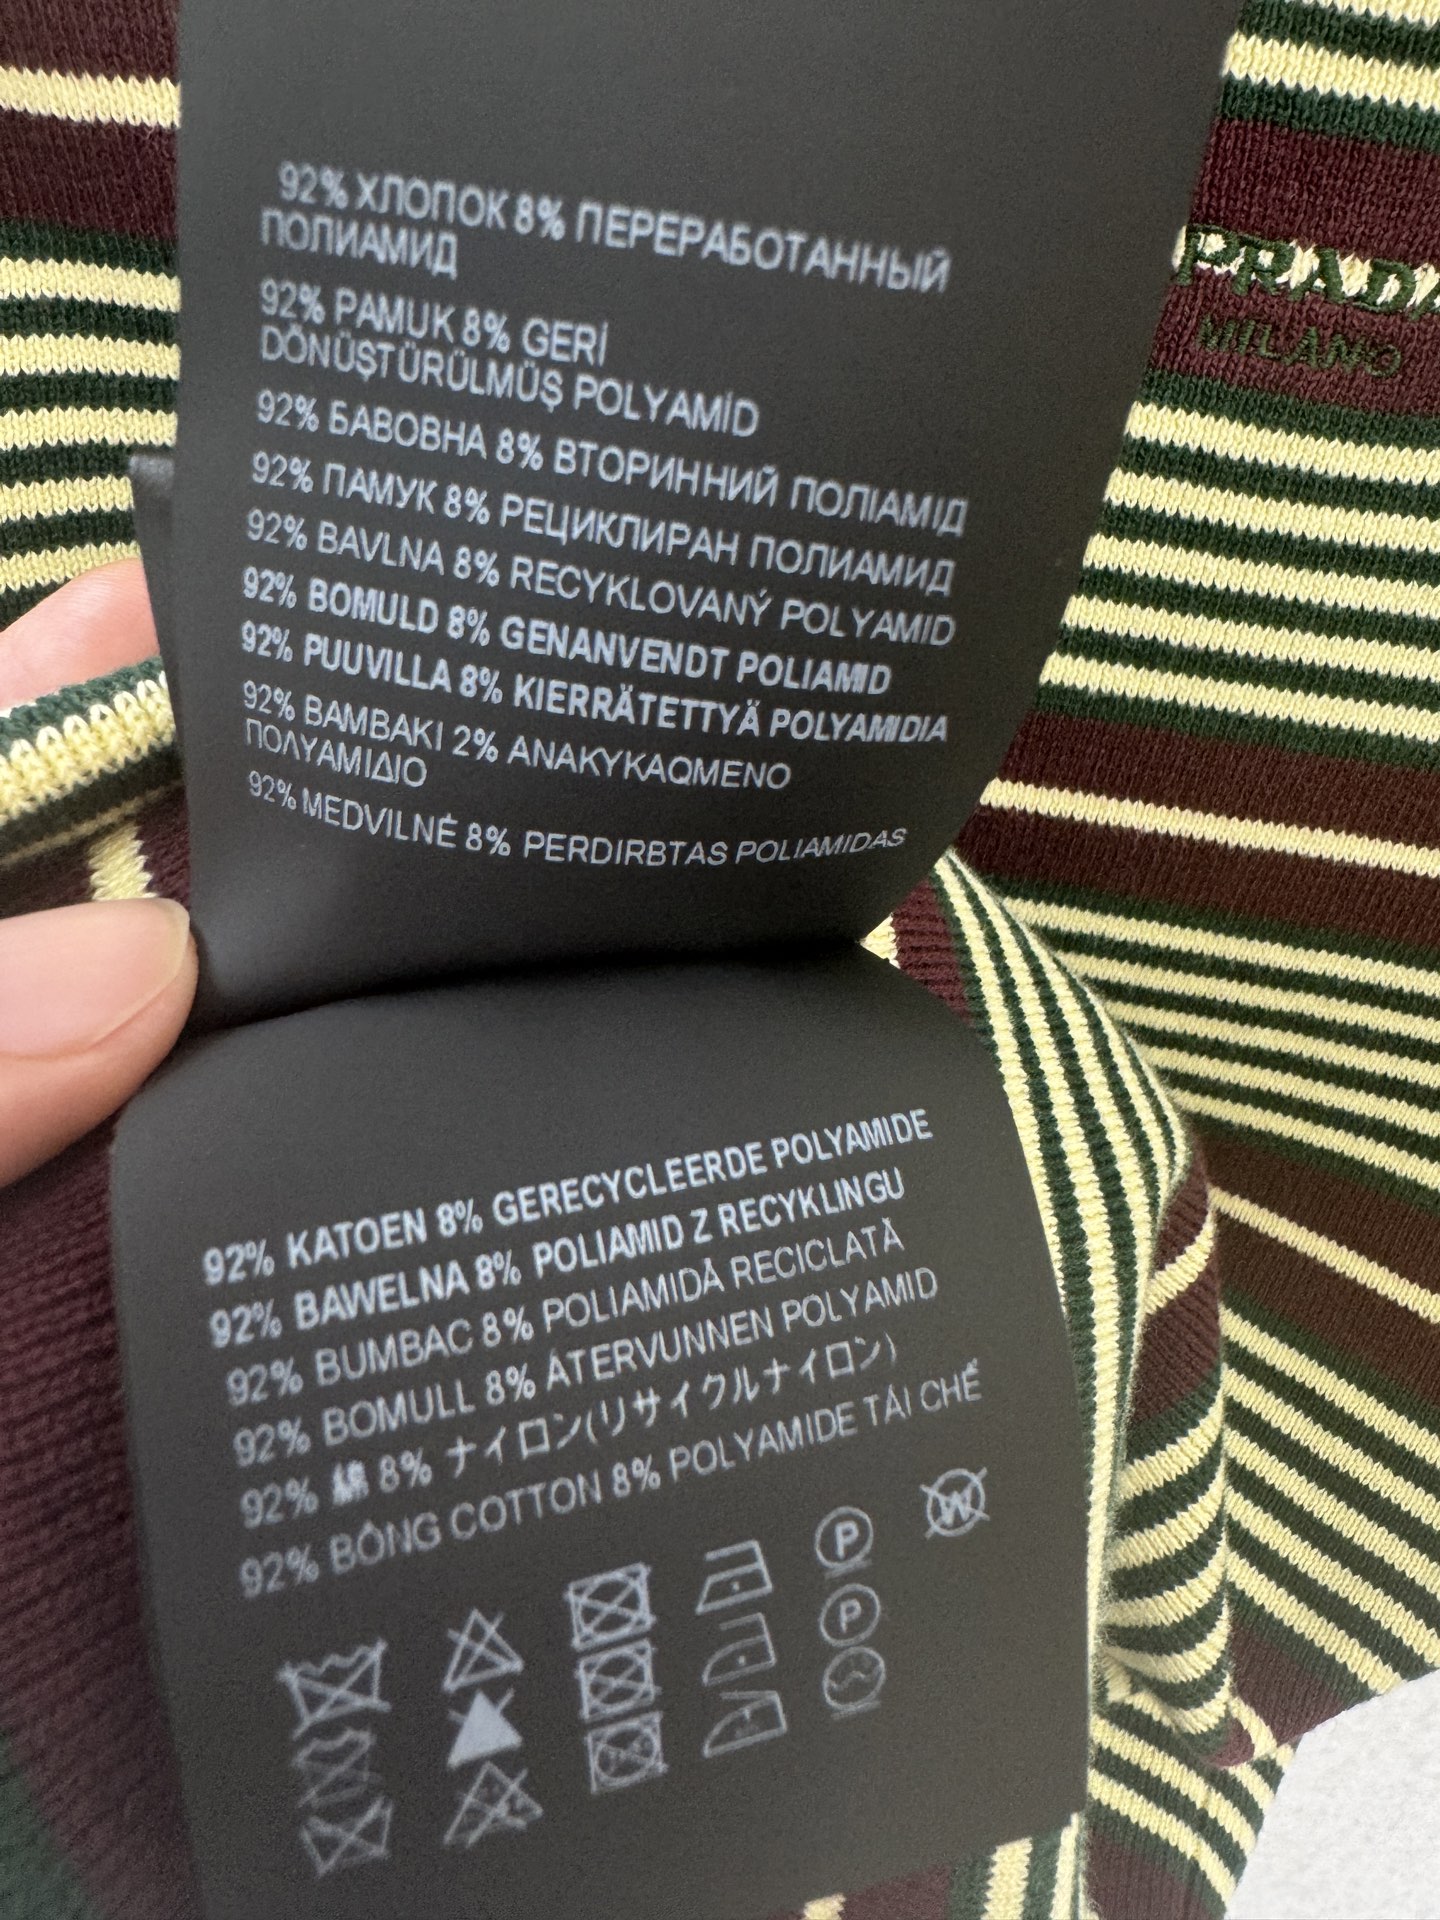 92% ХЛОПОК 8% ПЕРЕРАБОТАННЫЙ
ПОЛИАМИД
92% PAMUK 8% GERİ
DÖNÜŞTÜRÜLMÜŞ POLYAMİD
92% БАВОВНА 8% ВТОРИННИЙ ПОЛІАМІД
92% ПАМУК 8% РЕЦИКЛИРАН ПОЛИАМИД
92% BAVLNA 8% RECYKLOVANÝ POLYAMID
92% BOMULD 8% GENANVENDT POLIAMID
92% PUUVILLA 8% KIERRÄTETTYÄ POLYAMIDIA
92% BAMBAKI 2% ANAKYKAQMENO
ΠΟΛΥΑΜΙΔΙΟ
92% MEDVILNĖ 8% PERDIRBTAS POLIAMIDAS
PRADA
MILANO
92% KATOEN 8% GERECYCLEERDE POLYAMIDE
92% BAWELNA 8% POLIAMID Z RECYKLINGU
92% BUMBAC 8% POLIAMIDĂ RECICLATĂ
92% BOMULL 8% ÅTERVUNNEN POLYAMID
92% 綿 8% ナイロン(リサイクルナイロン)
92% BÔNG COTTON 8% POLYAMIDE TÁI CHẾ
P
W
P